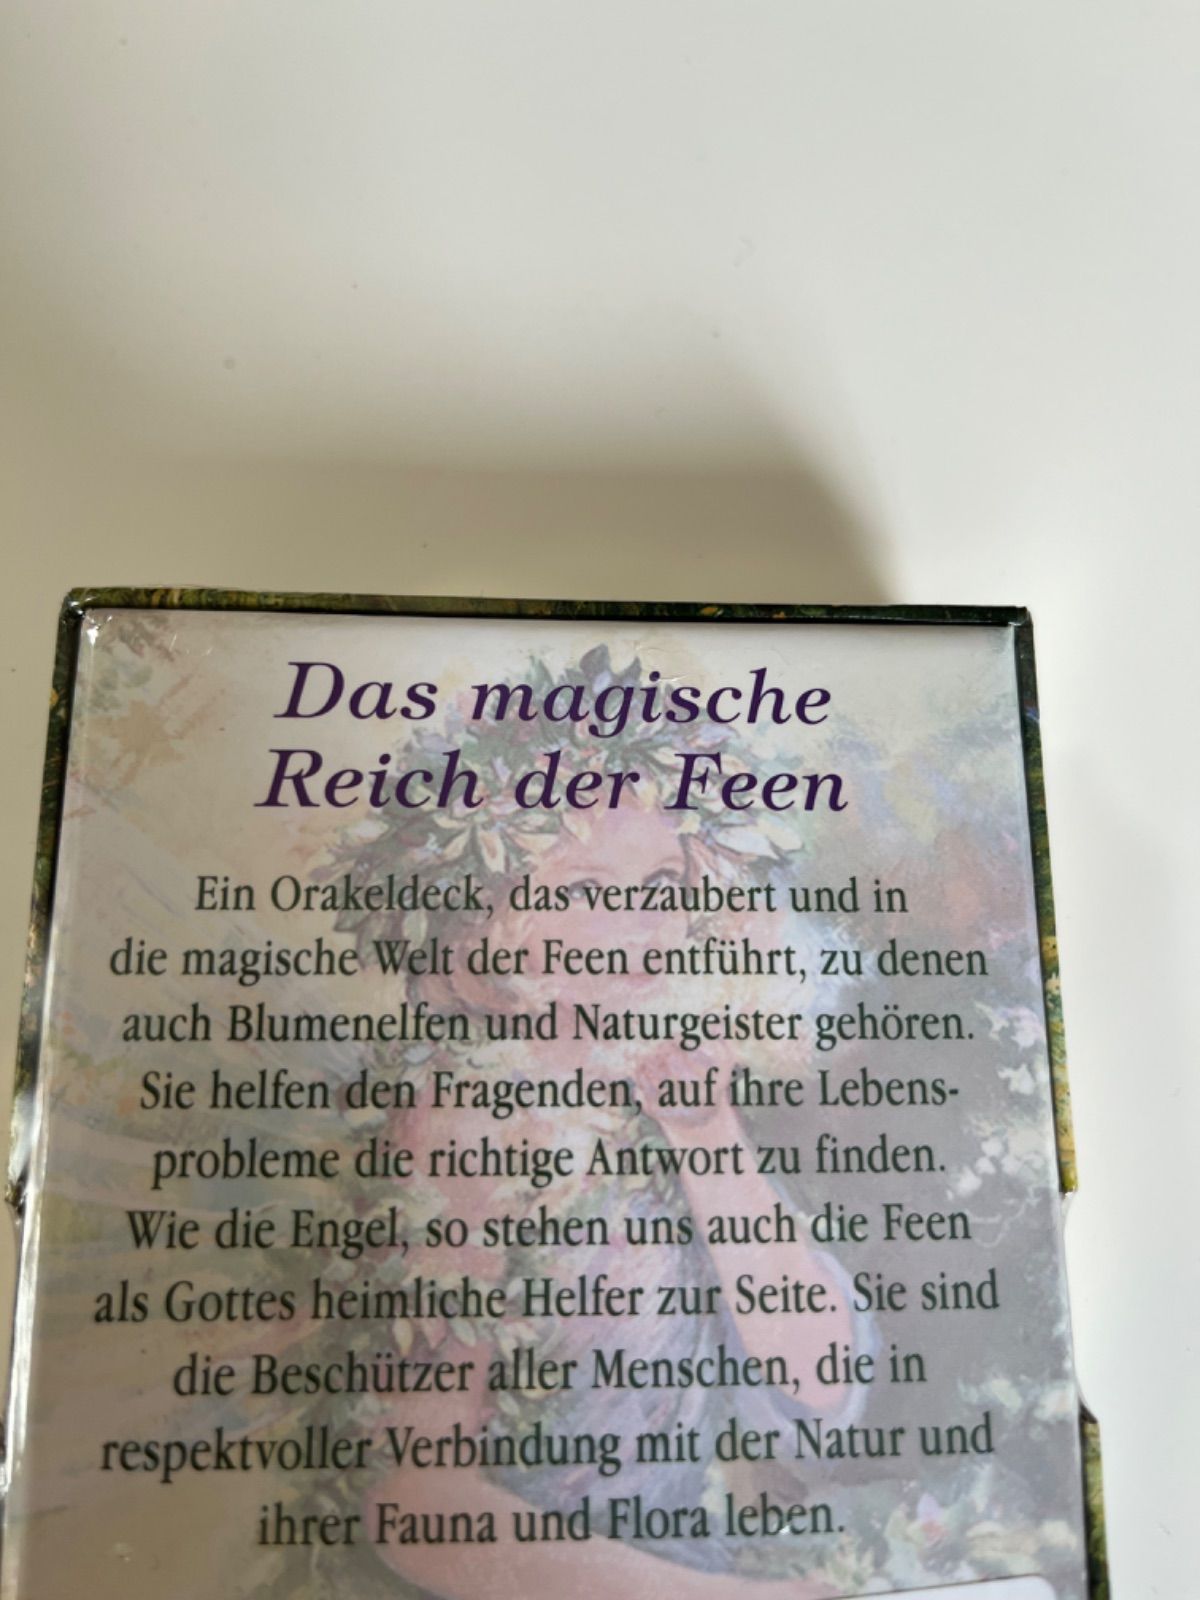 Das magische
Reich der Feen
Ein Orakeldeck, das verzaubert und in
die magische Welt der Feen entführt, zu denen
auch Blumenelfen und Naturgeister gehören.
Sie helfen den Fragenden, auf ihre Lebens-
probleme die richtige Antwort zu finden.
Wie die Engel, so stehen uns auch die Feen
als Gottes heimliche Helfer zur Seite. Sie sind
die Beschützer aller Menschen, die in
respektvoller Verbindung mit der Natur und
ihrer Fauna und Flora leben.